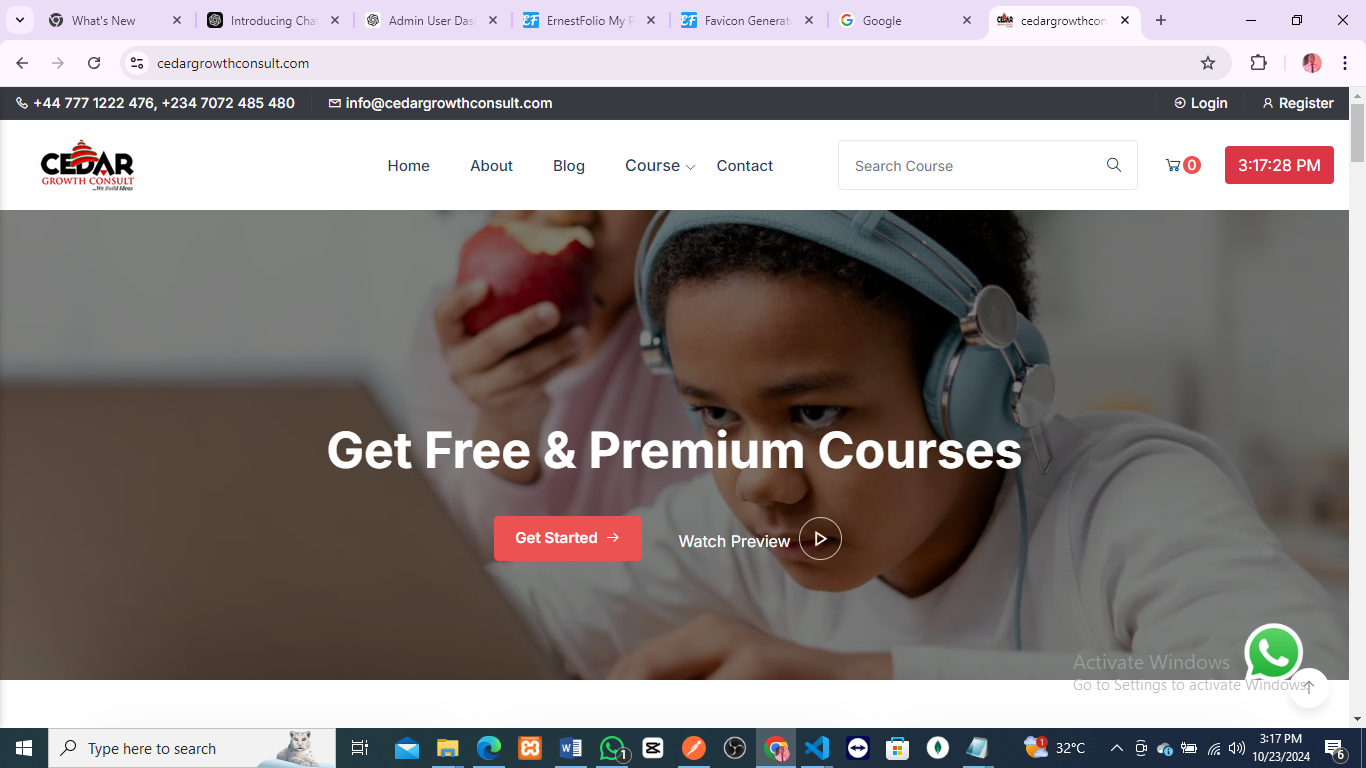 What's New
Introducing Cha
Admin User Das
ErnestFolio My P
Favicon Generat
Google
cedargrowthcon
cedargrowthconsult.com
+44 777 1222 476, +234 7072 485 480
info@cedargrowthconsult.com
Login
Register
CEDAR
GROWTH CONSULT
...We Build Ideas
Home
About
Blog
Course
Contact
Search Course
0
3:17:28 PM
Get Free & Premium Courses
Get Started
Watch Preview
Activate Windows
Go to Settings to activate Windows.
Type here to search
1
1
32°C
3:17 PM
10/23/2024
6